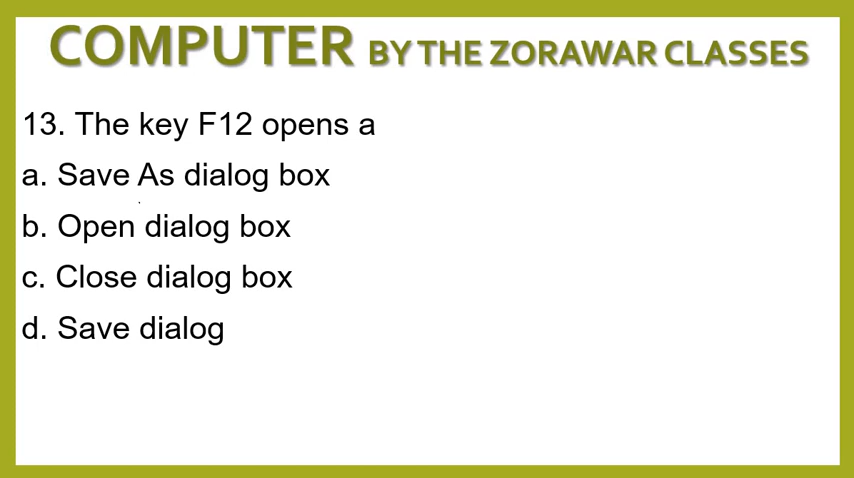 COMPUTER BY THE ZORAWAR CLASSES
13. The key F12 opens a
a. Save As dialog box
b. Open dialog box
c. Close dialog box
d. Save dialog